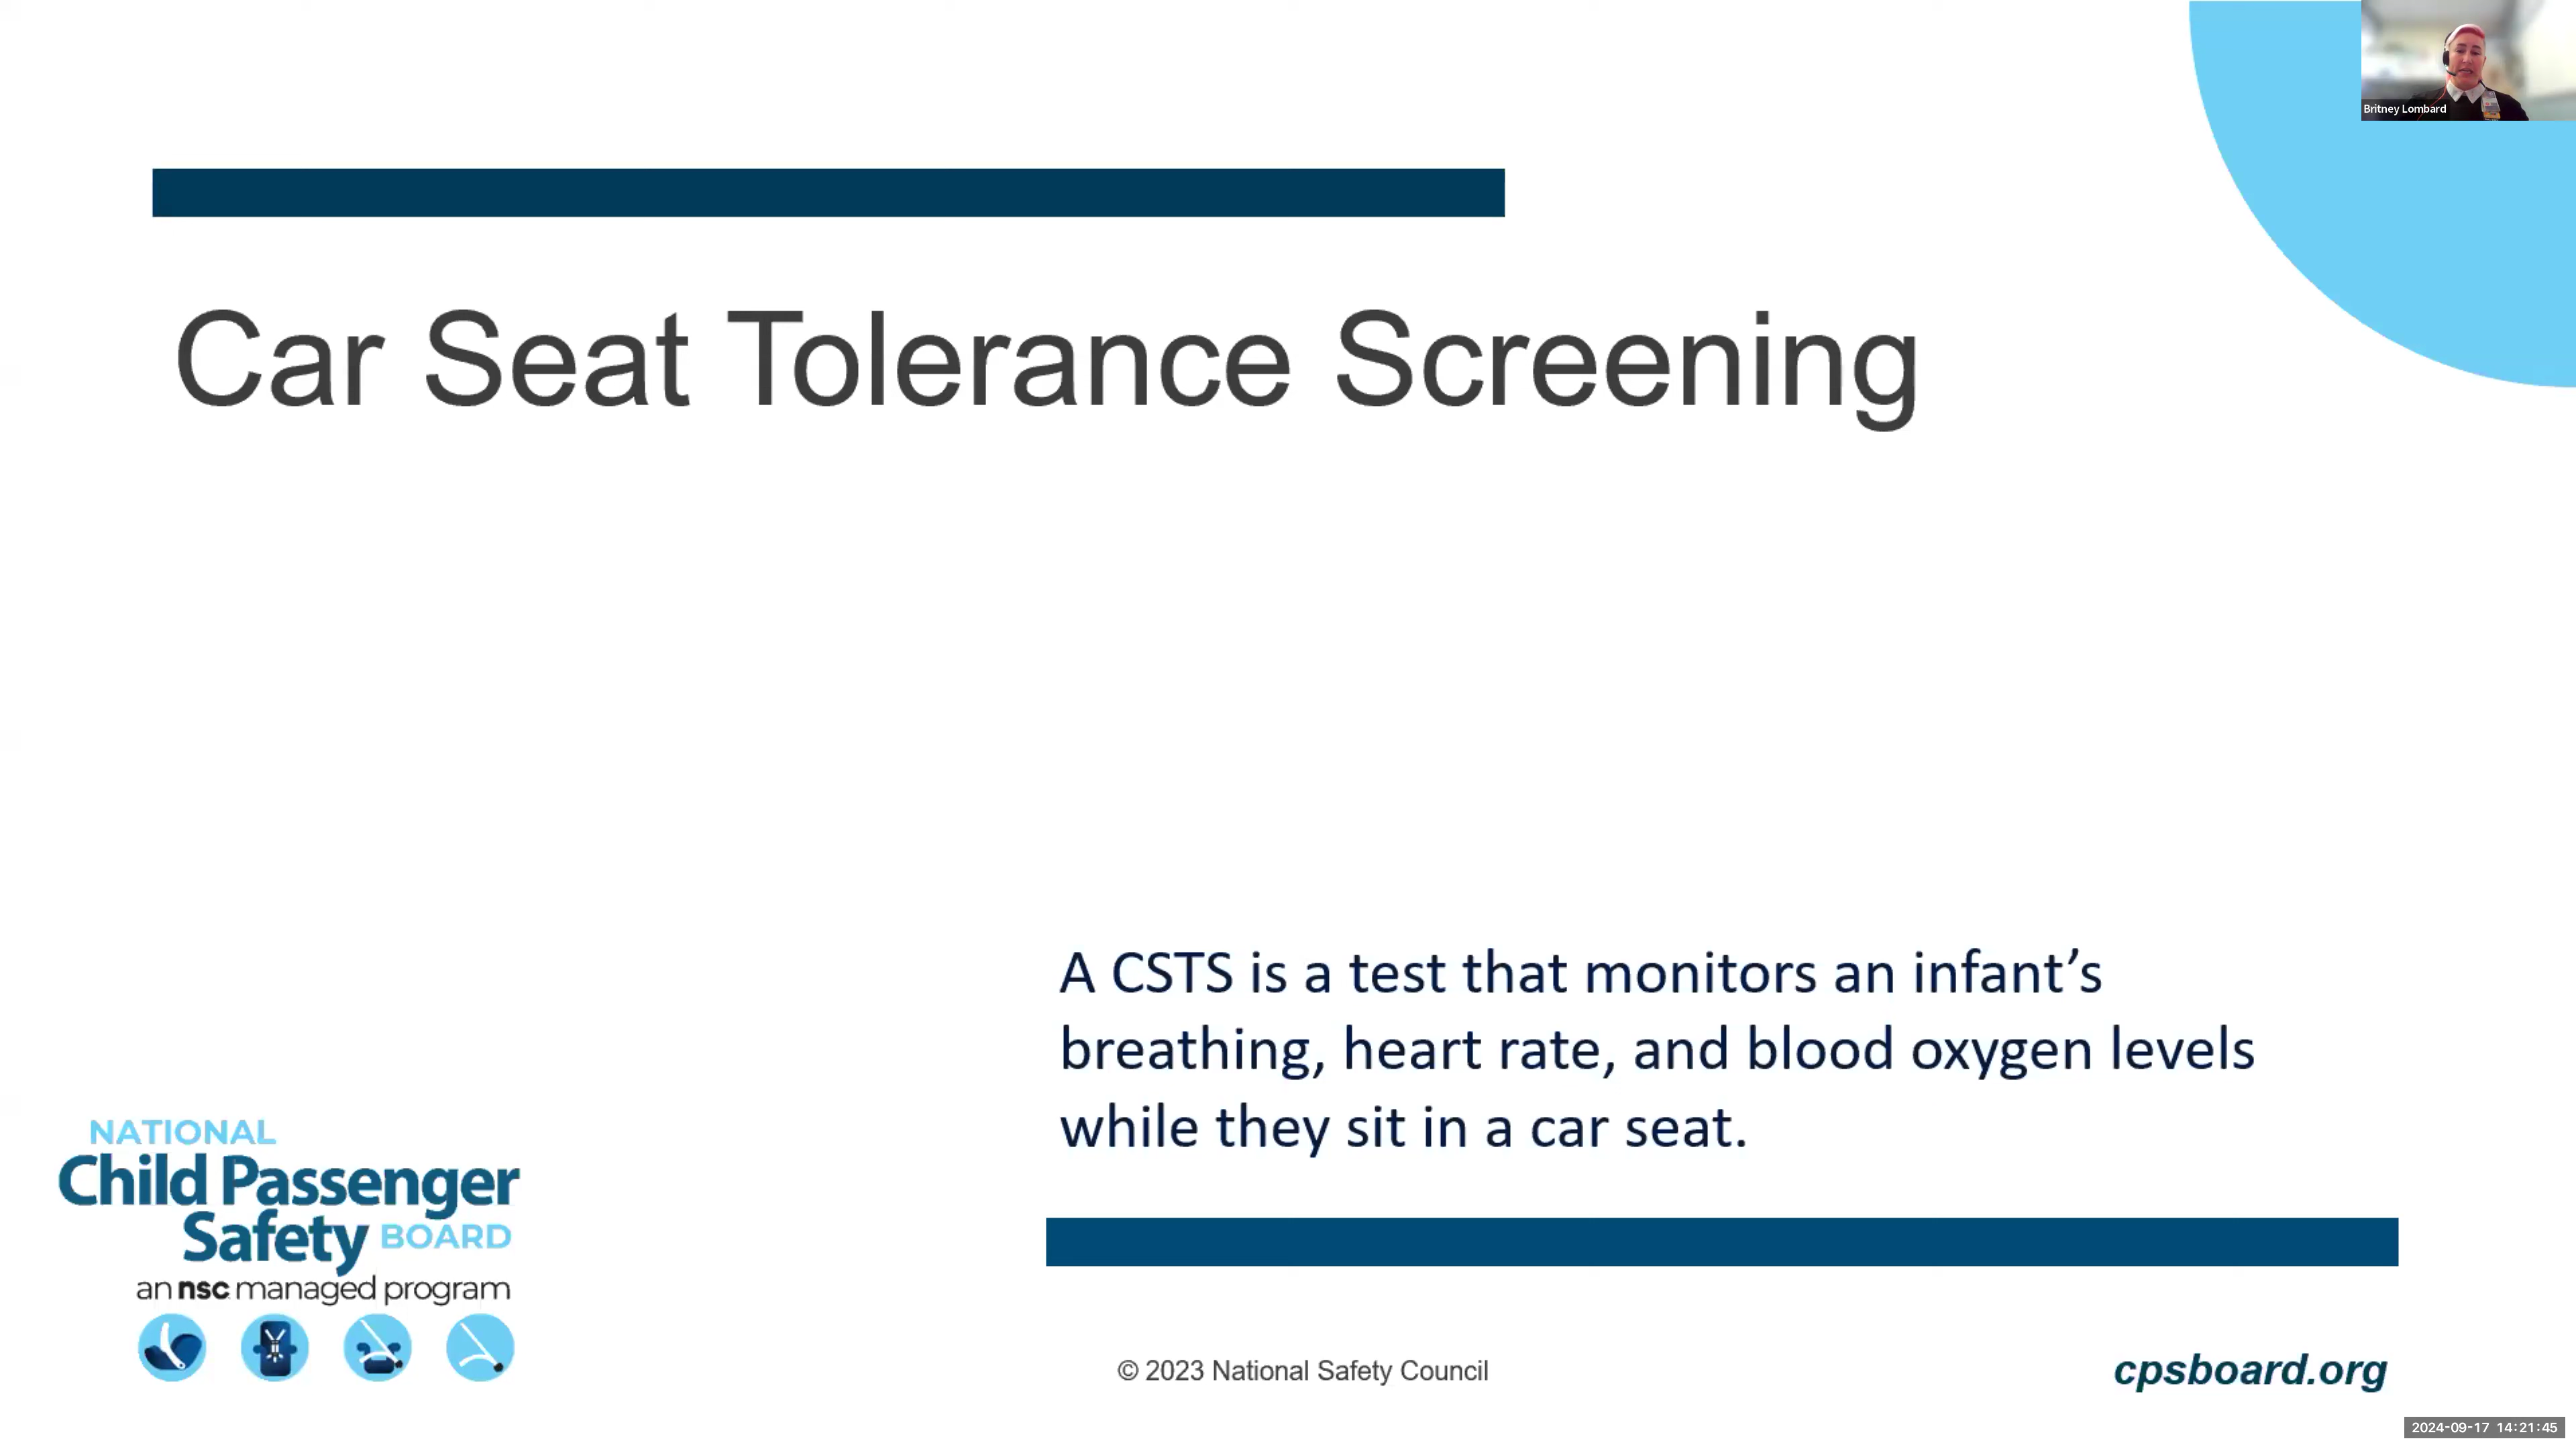 Britney Lombard
Car Seat Tolerance Screening
A CSTS is a test that monitors an infant’s
breathing, heart rate, and blood oxygen levels
while they sit in a car seat.
NATIONAL
Child Passenger
Safety BOARD
an nsc managed program
© 2023 National Safety Council
cpsboard.org
2024-09-17 14:21:45